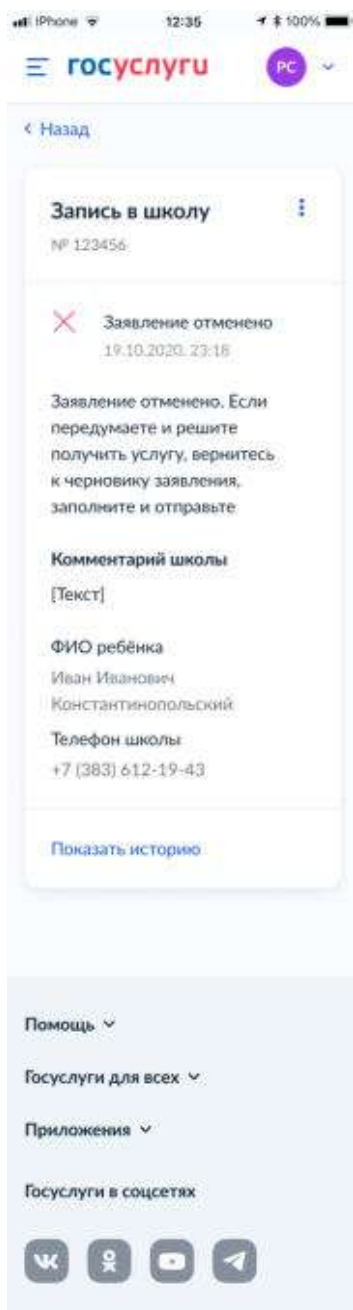 iPhone 12:35 100%
госуслуги РС
Назад
Запись в школу
№ 123456
Заявление отменено
19.10.2020, 23:18
Заявление отменено. Если
передумаете и решите
получить услугу, вернитесь
к черновику заявления,
заполните и отправьте
Комментарий школы
[Текст]
ФИО ребёнка
Иван Иванович
Константинопольский
Телефон школы
+7 (383) 612-19-43
Показать историю
Помощь
Госуслуги для всех
Приложения
Госуслуги в соцсетях